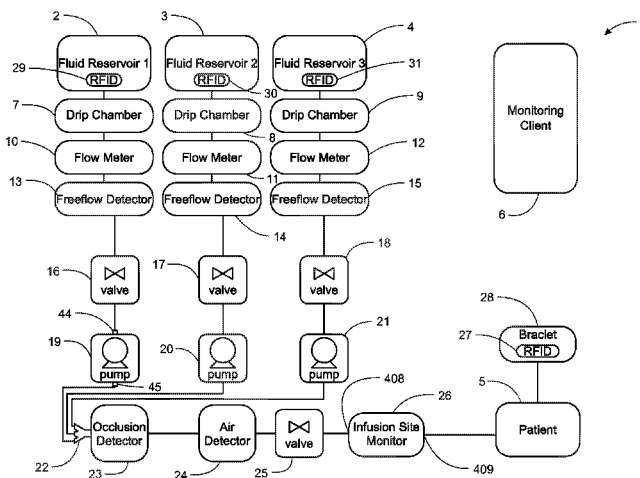 2
3
4
Fluid Reservoir 1
Fluid Reservoir 2
Fluid Reservoir 3
29
RFID
RFID
RFID
31
30
7
Drip Chamber
Drip Chamber
Drip Chamber
9
8
10
Flow Meter
Flow Meter
Flow Meter
12
11
13
Freeflow Detector
Freeflow Detector
Freeflow Detector
15
14
Monitoring
Client
6
16
valve
17
valve
18
valve
44
19
pump
45
20
pump
21
pump
28
Braclet
27
RFID
5
Patient
22
Occlusion
Detector
23
Air
Detector
24
valve
25
408
26
Infusion Site
Monitor
409